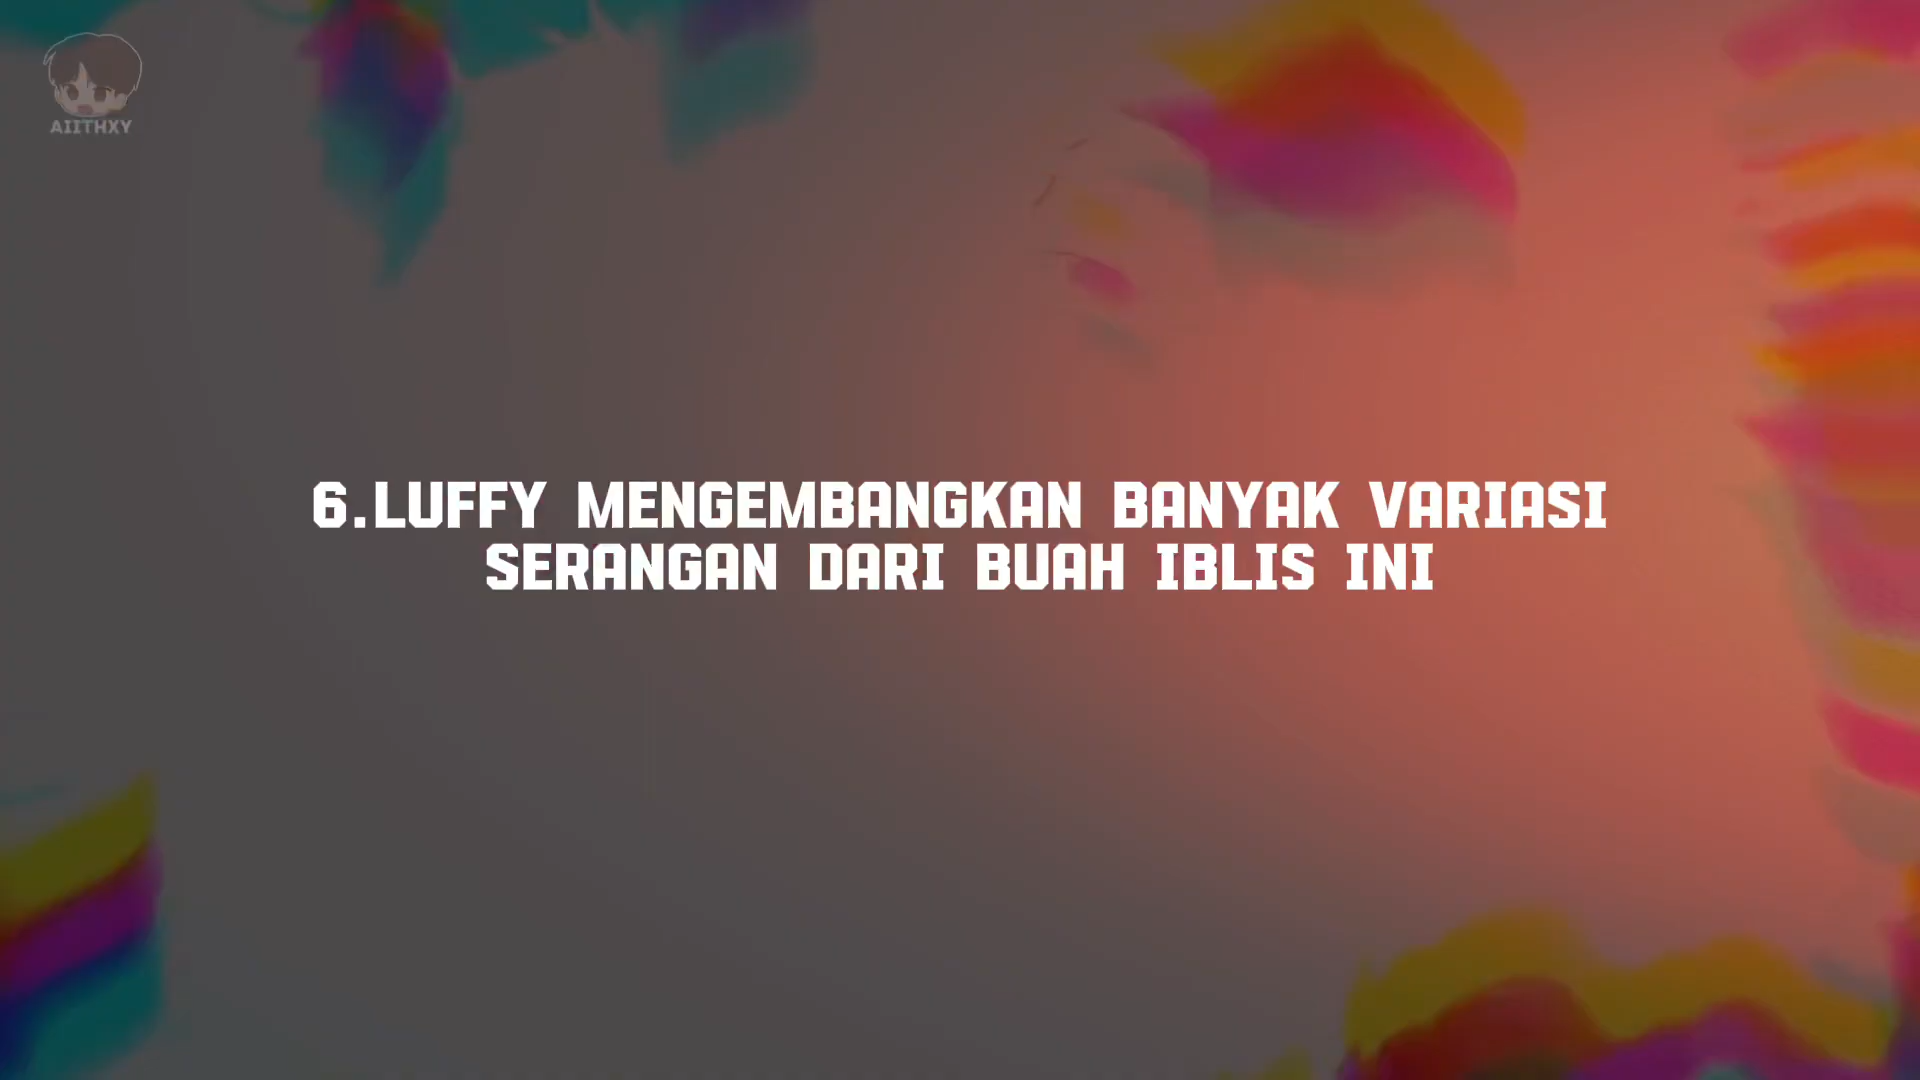 AIITHXY
6.LUFFY MENGEMBANGKAN BANYAK VARIASI
SERANGAN DARI BUAH IBLIS INI